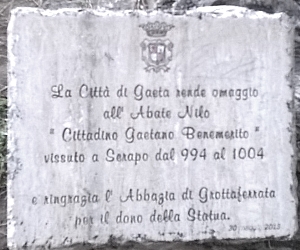 La Città di Gaeta rende omaggio
all' Abate Nilo
" Cittadino Gaetano Benemerito "
vissuto a Serapo dal 994 al 1004
e ringrazia l' Abbazia di Grottaferrata
per il dono della Statua.
30